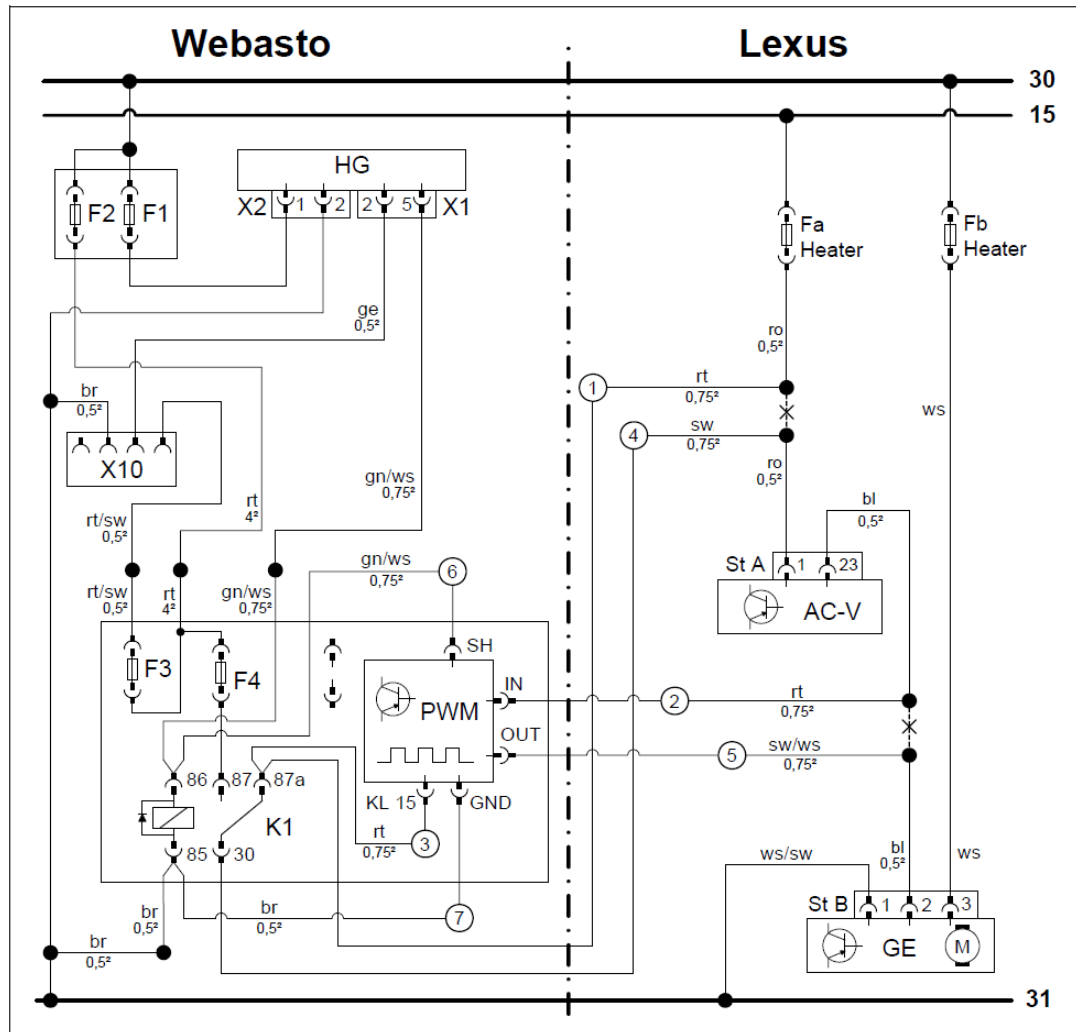 Webasto Lexus
30
15
HG
X2 1 2 2 5 X1
F2 F1
Fa
Heater
Fb
Heater
ge
0,5²
ro
0,5²
br
0,5²
1 rt
0,75²
ws
4 sw
0,75²
X10
gn/ws
0,75²
ro
0,5²
rt
4²
bl
0,5²
rt/sw
0,5²
gn/ws
0,75²
6
St A 1 23
rt/sw
0,5²
rt
4²
gn/ws
0,75²
AC-V
SH
F3 F4
IN
PWM
2 rt
0,75²
OUT
5 sw/ws
0,75²
86 87 87a
KL 15 GND
K1
rt
0,75²
3
85 30
ws/sw
bl
0,5²
ws
br
0,5²
br
0,5²
7
St B 1 2 3
br
0,5²
GE M
31